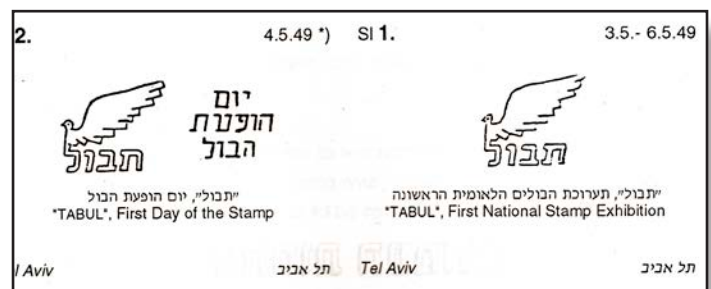 2. 4.5.49 *)
תבול
יום
הופעת
הבול
"תבול", יום הופעת הבול
"TABUL", First Day of the Stamp
l Aviv תל אביב
SI 1. 3.5.- 6.5.49
תבול
"תבול", תערוכת הבולים הלאומית הראשונה
"TABUL", First National Stamp Exhibition
Tel Aviv תל אביב